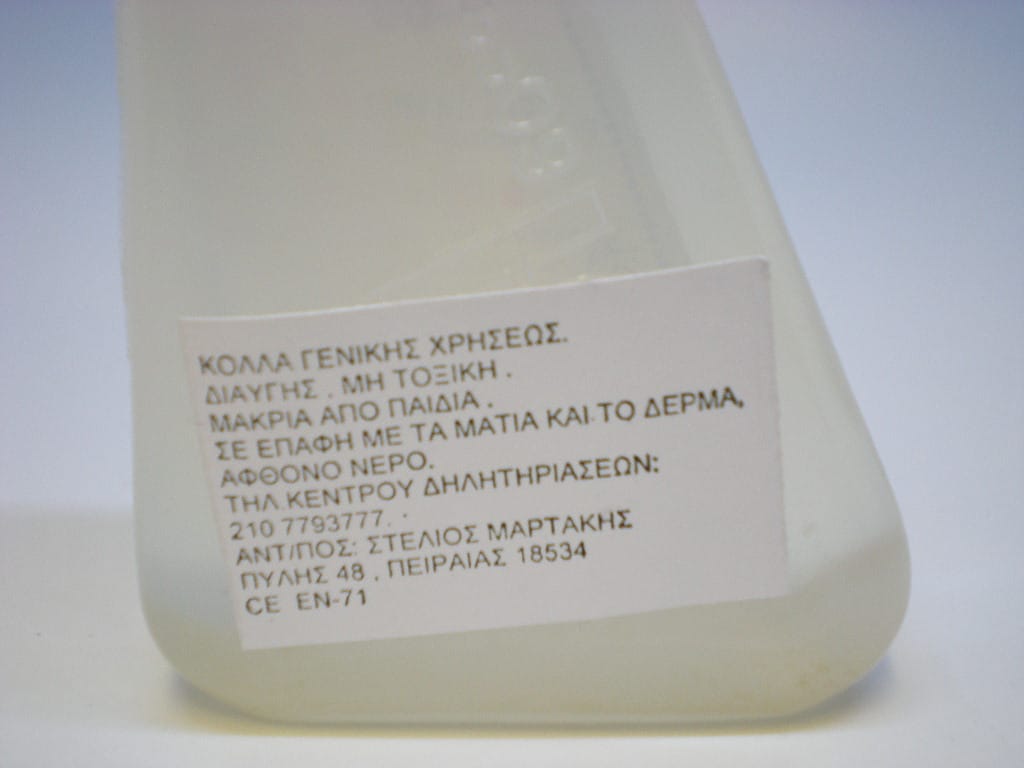 ΚΟΛΛΑ ΓΕΝΙΚΗΣ ΧΡΗΣΕΩΣ.
ΔΙΑΥΓΗΣ . ΜΗ ΤΟΞΙΚΗ .
ΜΑΚΡΙΑ ΑΠΟ ΠΑΙΔΙΑ .
ΣΕ ΕΠΑΦΗ ΜΕ ΤΑ ΜΑΤΙΑ ΚΑΙ ΤΟ ΔΕΡΜΑ,
ΑΦΘΟΝΟ ΝΕΡΟ.
ΤΗΛ.ΚΕΝΤΡΟΥ ΔΗΛΗΤΗΡΙΑΣΕΩΝ:
210 7793777.
ΑΝΤ/ΠΟΣ: ΣΤΕΛΙΟΣ ΜΑΡΤΑΚΗΣ
ΠΥΛΗΣ 48 , ΠΕΙΡΑΙΑΣ 18534
CE EN-71